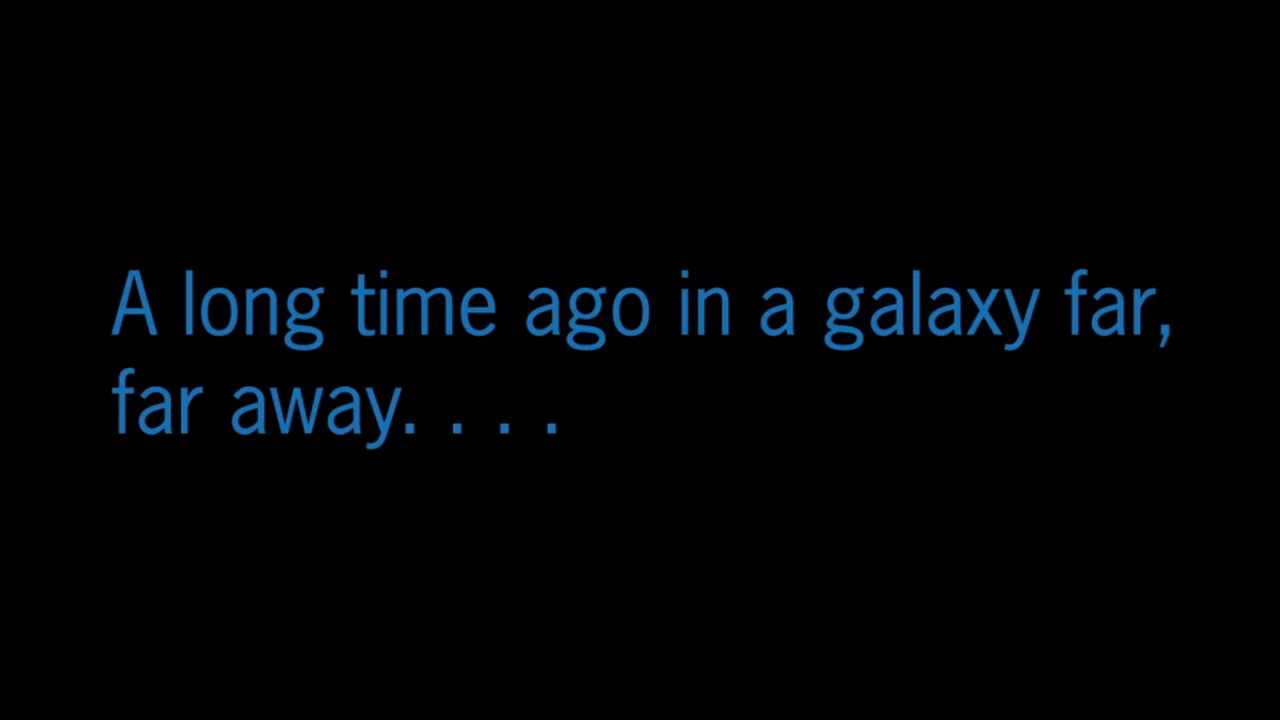 A long time ago in a galaxy far,
far away. . . .